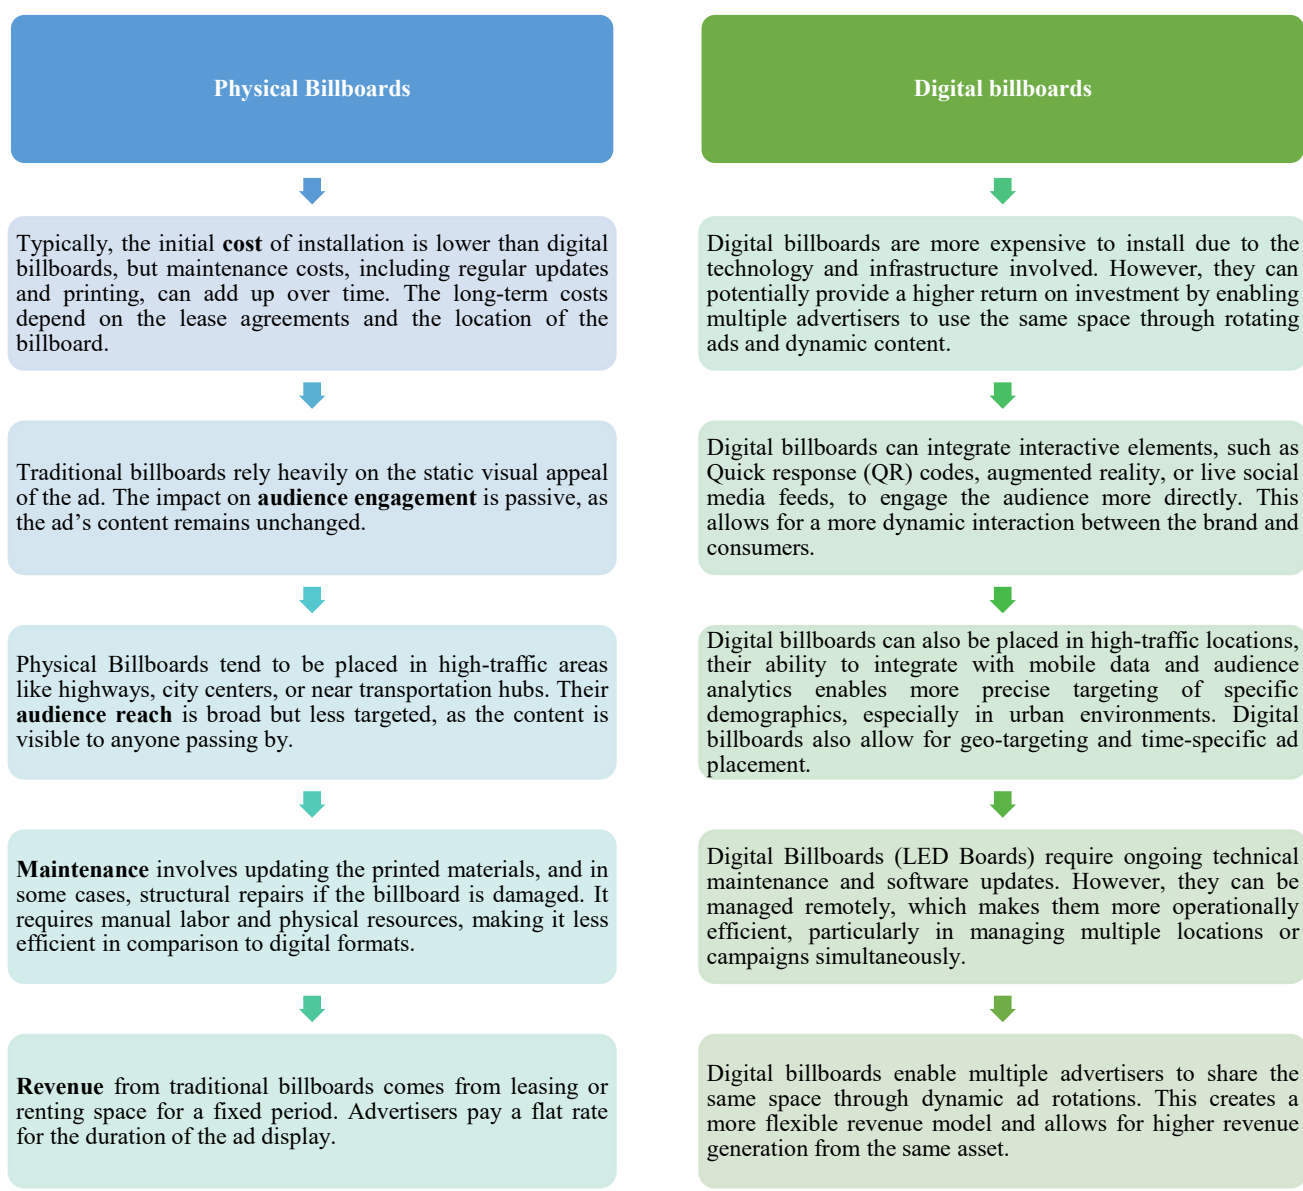 Physical Billboards
Typically, the initial cost of installation is lower than digital
billboards, but maintenance costs, including regular updates
and printing, can add up over time. The long-term costs
depend on the lease agreements and the location of the
billboard.
Traditional billboards rely heavily on the static visual appeal
of the ad. The impact on audience engagement is passive, as
the ad’s content remains unchanged.
Physical Billboards tend to be placed in high-traffic areas
like highways, city centers, or near transportation hubs. Their
audience reach is broad but less targeted, as the content is
visible to anyone passing by.
Maintenance involves updating the printed materials, and in
some cases, structural repairs if the billboard is damaged. It
requires manual labor and physical resources, making it less
efficient in comparison to digital formats.
Revenue from traditional billboards comes from leasing or
renting space for a fixed period. Advertisers pay a flat rate
for the duration of the ad display.
Digital billboards
Digital billboards are more expensive to install due to the
technology and infrastructure involved. However, they can
potentially provide a higher return on investment by enabling
multiple advertisers to use the same space through rotating
ads and dynamic content.
Digital billboards can integrate interactive elements, such as
Quick response (QR) codes, augmented reality, or live social
media feeds, to engage the audience more directly. This
allows for a more dynamic interaction between the brand and
consumers.
Digital billboards can also be placed in high-traffic locations,
their ability to integrate with mobile data and audience
analytics enables more precise targeting of specific
demographics, especially in urban environments. Digital
billboards also allow for geo-targeting and time-specific ad
placement.
Digital Billboards (LED Boards) require ongoing technical
maintenance and software updates. However, they can be
managed remotely, which makes them more operationally
efficient, particularly in managing multiple locations or
campaigns simultaneously.
Digital billboards enable multiple advertisers to share the
same space through dynamic ad rotations. This creates a
more flexible revenue model and allows for higher revenue
generation from the same asset.